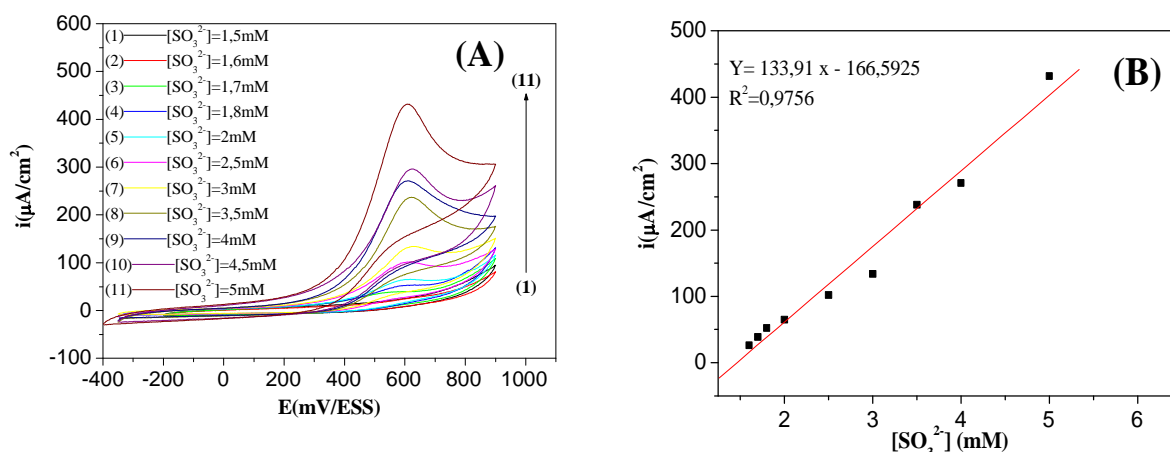 600
500
400
300
200
100
0
-100
i(µA/cm²)
(1) [SO₃²⁻]=1,5mM
(2) [SO₃²⁻]=1,6mM
(3) [SO₃²⁻]=1,7mM
(4) [SO₃²⁻]=1,8mM
(5) [SO₃²⁻]=2mM
(6) [SO₃²⁻]=2,5mM
(7) [SO₃²⁻]=3mM
(8) [SO₃²⁻]=3,5mM
(9) [SO₃²⁻]=4mM
(10) [SO₃²⁻]=4,5mM
(11) [SO₃²⁻]=5mM
(A)
(11)
(1)
-400 -200 0 200 400 600 800 1000
E(mV/ESS)
500
400
300
200
100
0
i(µA/cm²)
Y= 133,91 x - 166,5925
R²=0,9756
(B)
2 3 4 5 6
[SO₃²⁻] (mM)